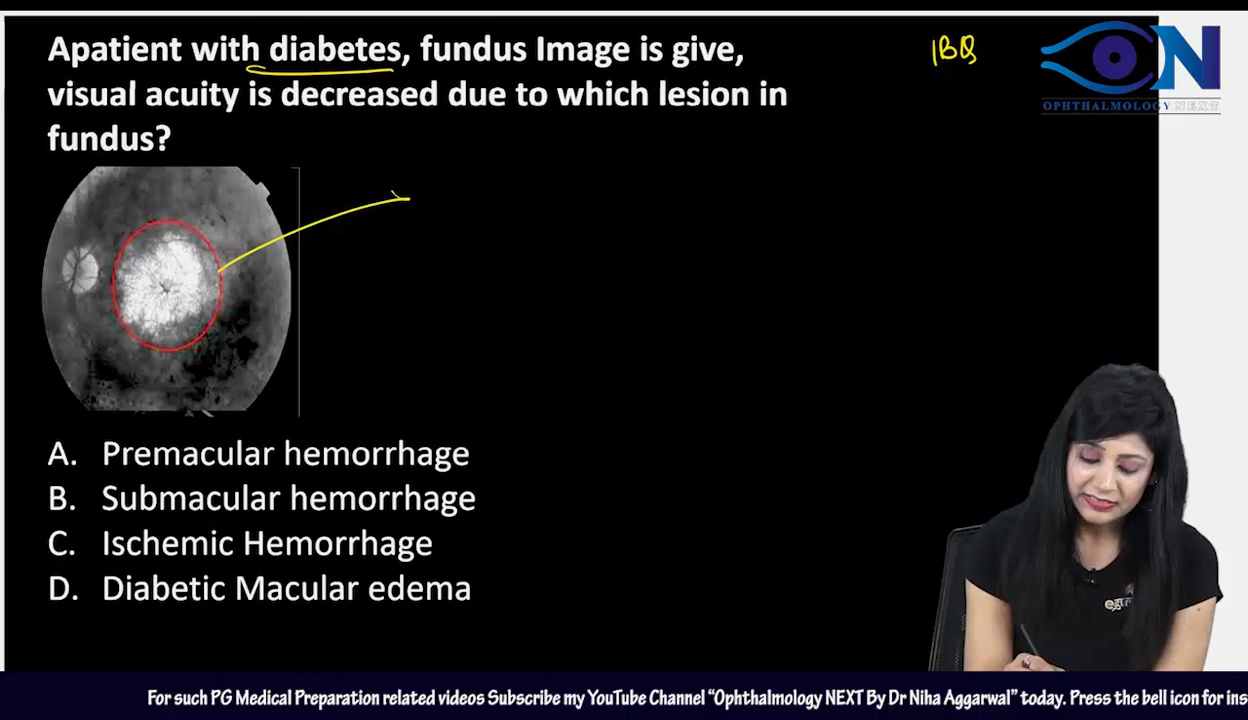 Apatient with diabetes, fundus Image is give,
visual acuity is decreased due to which lesion in
fundus?
IBQ
ON
OPHTHALMOLOGY NEXT
A. Premacular hemorrhage
B. Submacular hemorrhage
C. Ischemic Hemorrhage
D. Diabetic Macular edema
For such PG Medical Preparation related videos Subscribe my YouTube Channel “Ophthalmology NEXT By Dr Niha Aggarwal” today. Press the bell icon for ins